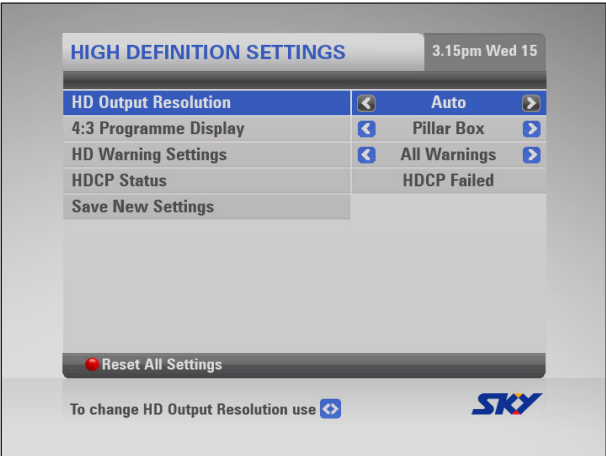 HIGH DEFINITION SETTINGS 3.15pm Wed 15
HD Output Resolution Auto
4:3 Programme Display Pillar Box
HD Warning Settings All Warnings
HDCP Status HDCP Failed
Save New Settings
Reset All Settings
To change HD Output Resolution use
SKY